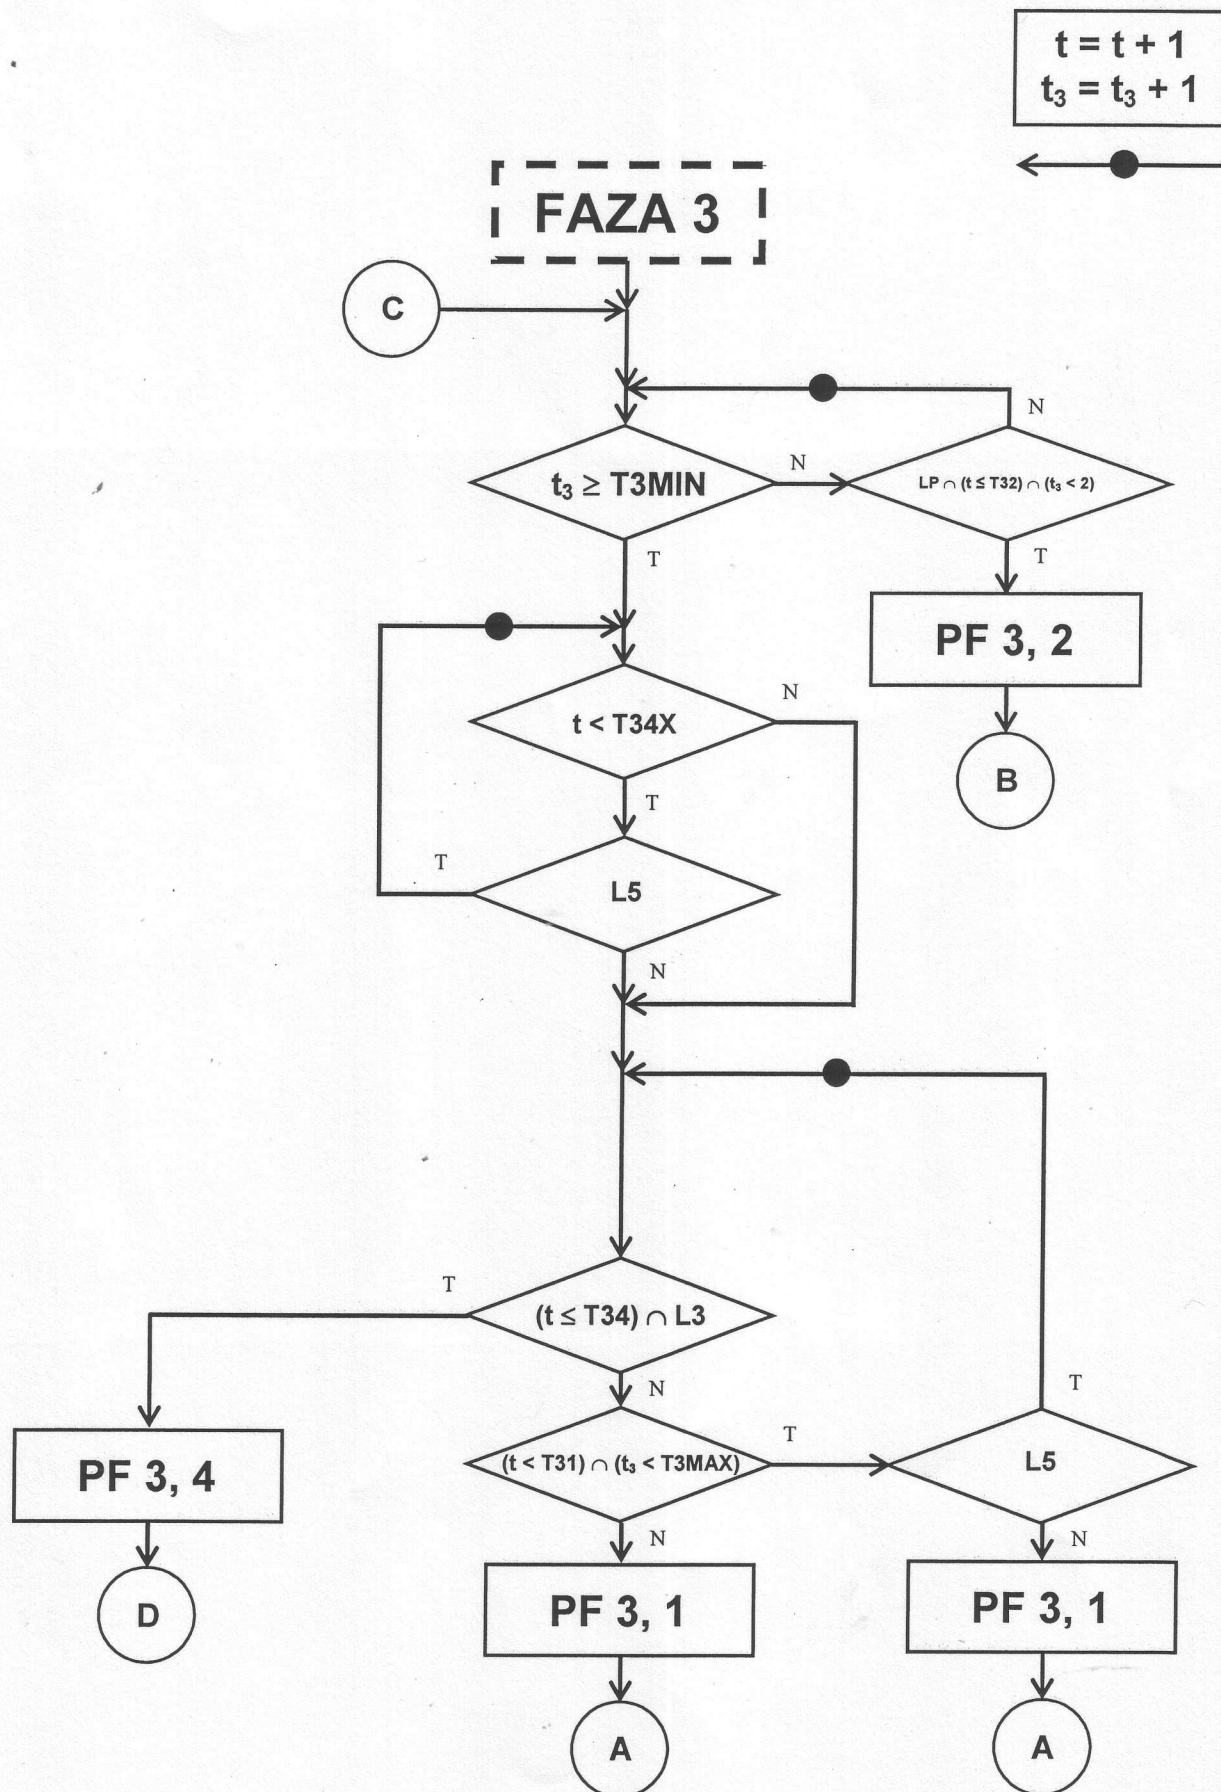 t = t + 1
t₃ = t₃ + 1
FAZA 3
C
N
t₃ ≥ T3MIN
N
LP ∩ (t ≤ T32) ∩ (t₃ < 2)
T
T
PF 3, 2
t < T34X
N
B
T
T
L5
N
T
(t ≤ T34) ∩ L3
N
T
T
(t < T31) ∩ (t₃ < T3MAX)
L5
PF 3, 4
N
N
D
PF 3, 1
PF 3, 1
A
A